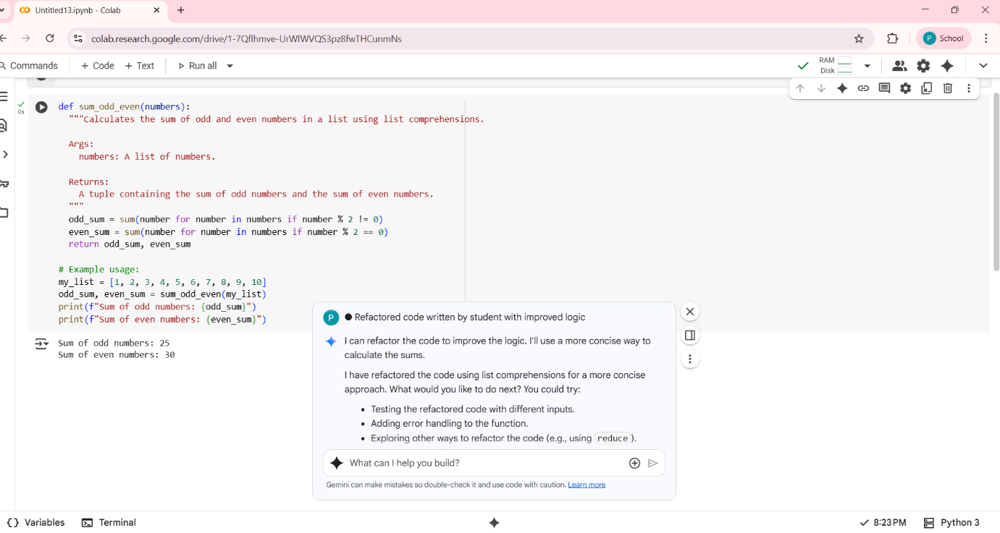 Untitled13.ipynb - Colab
colab.research.google.com/drive/1-7Qflhmve-UrWIWVQS3pz8fwTHCunmNs
P School
Commands + Code + Text Run all
RAM
Disk
0s
def sum_odd_even(numbers):
"""Calculates the sum of odd and even numbers in a list using list comprehensions.
Args:
numbers: A list of numbers.
Returns:
A tuple containing the sum of odd numbers and the sum of even numbers.
"""
odd_sum = sum(number for number in numbers if number % 2 != 0)
even_sum = sum(number for number in numbers if number % 2 == 0)
return odd_sum, even_sum
# Example usage:
my_list = [1, 2, 3, 4, 5, 6, 7, 8, 9, 10]
odd_sum, even_sum = sum_odd_even(my_list)
print(f"Sum of odd numbers: {odd_sum}")
print(f"Sum of even numbers: {even_sum}")
Sum of odd numbers: 25
Sum of even numbers: 30
P ● Refactored code written by student with improved logic
I can refactor the code to improve the logic. I'll use a more concise way to
calculate the sums.
I have refactored the code using list comprehensions for a more concise
approach. What would you like to do next? You could try:
• Testing the refactored code with different inputs.
• Adding error handling to the function.
• Exploring other ways to refactor the code (e.g., using reduce).
What can I help you build?
Gemini can make mistakes so double-check it and use code with caution. Learn more
{} Variables Terminal
8:23 PM Python 3